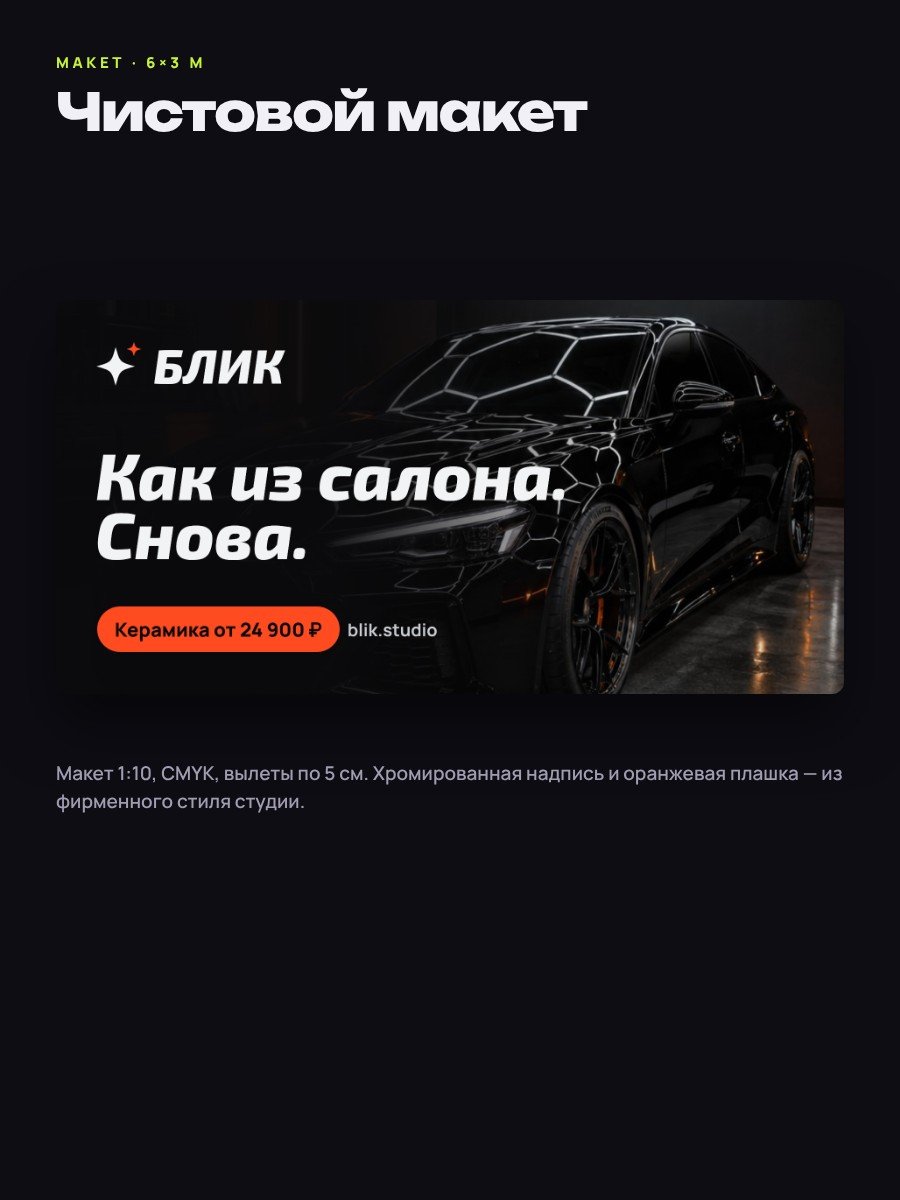 МАКЕТ · 6×3 М
Чистовой макет
БЛИК
Как из салона.
Снова.
Керамика от 24 900 ₽ blik.studio
Макет 1:10, CMYK, вылеты по 5 см. Хромированная надпись и оранжевая плашка — из
фирменного стиля студии.